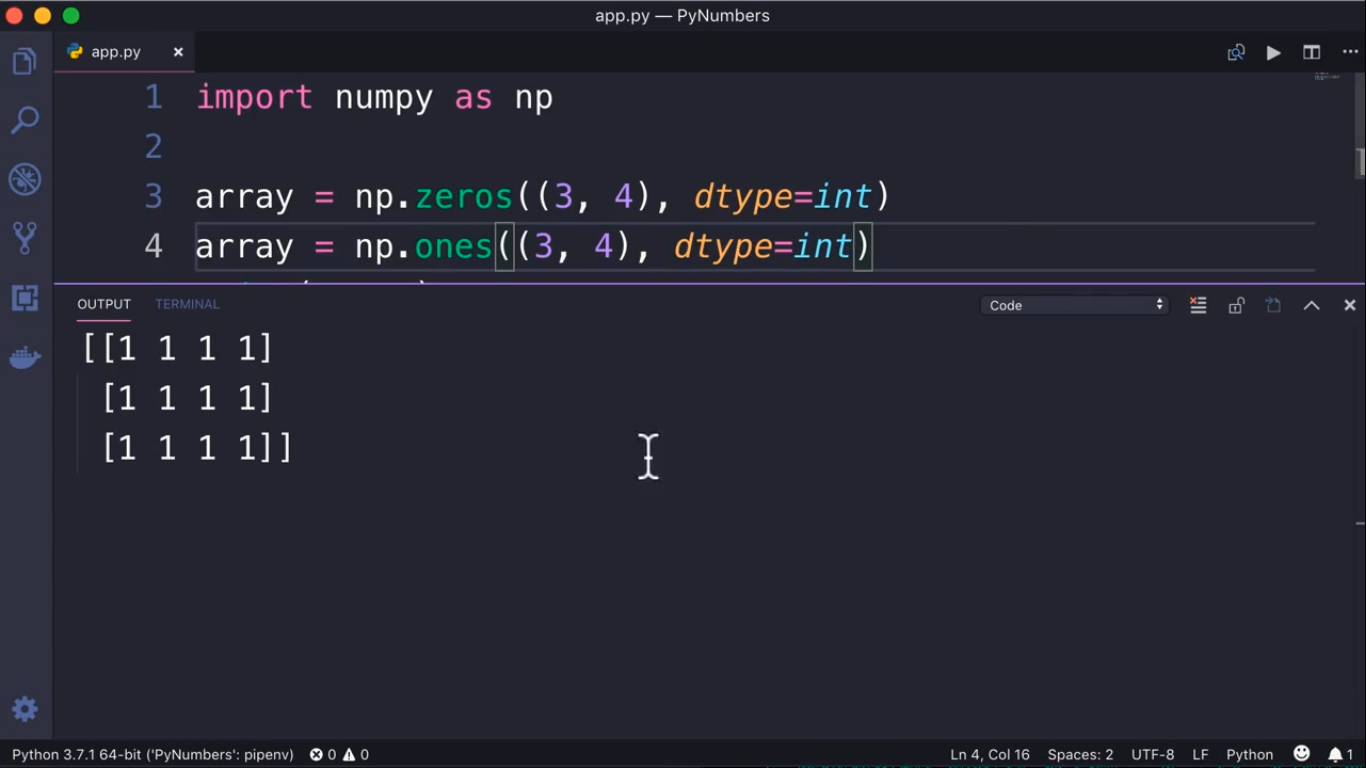 app.py — PyNumbers
app.py
1 import numpy as np
2
3 array = np.zeros((3, 4), dtype=int)
4 array = np.ones((3, 4), dtype=int)
OUTPUT TERMINAL Code
[[1 1 1 1]
[1 1 1 1]
[1 1 1 1]]
Python 3.7.1 64-bit ('PyNumbers': pipenv) 0 0 Ln 4, Col 16 Spaces: 2 UTF-8 LF Python 1